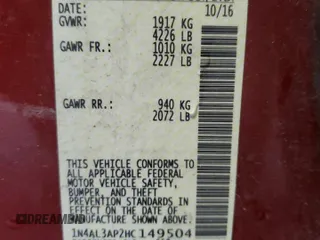 DATE:
10/16
GVWR: 1917 KG
4226 LB
GAWR FR.: 1010 KG
2227 LB
GAWR RR.: 940 KG
2072 LB
THIS VEHICLE CONFORMS TO
ALL APPLICABLE FEDERAL
MOTOR VEHICLE SAFETY,
BUMPER, AND THEFT
PREVENTION STANDARDS
IN EFFECT ON THE DATE OF
MANUFACTURE SHOWN ABOVE.
1N4AL3AP2HC149504